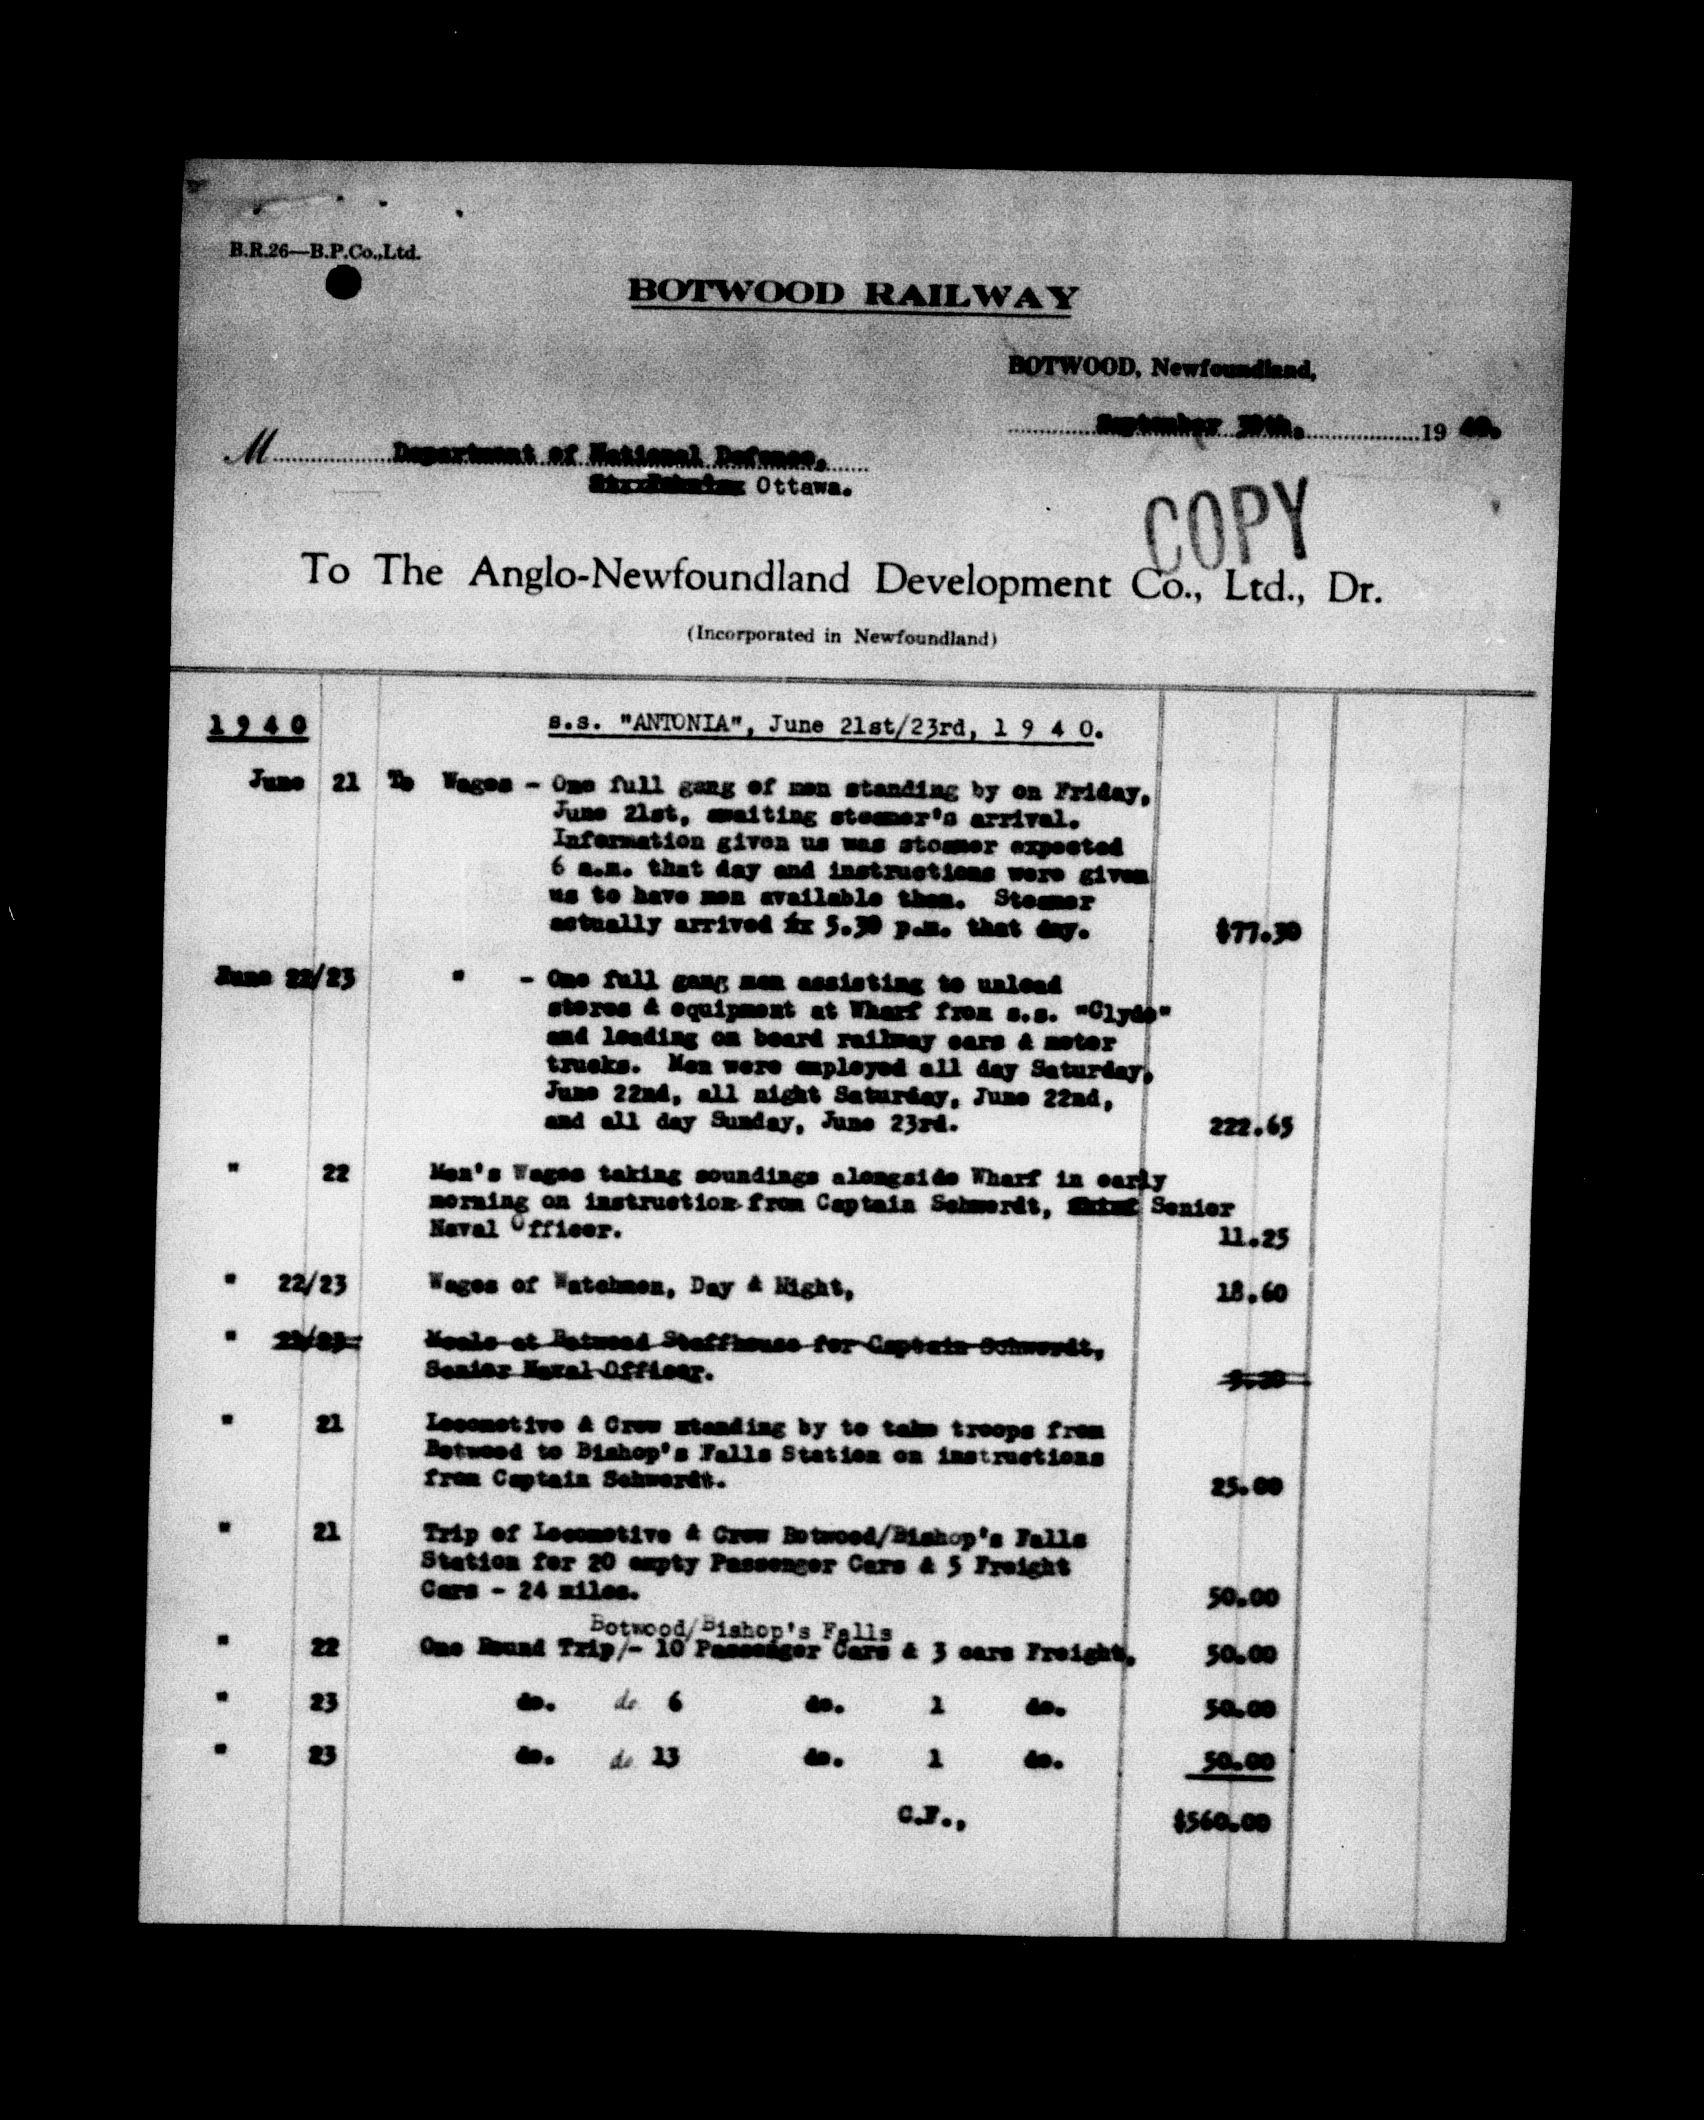 B.R.26—B.P.Co.,Ltd.
BOTWOOD RAILWAY
BOTWOOD, Newfoundland,
September 30th, 19 40.
M Department of National Defence,
Ottawa.
COPY
To The Anglo-Newfoundland Development Co., Ltd., Dr.
(Incorporated in Newfoundland)
1 9 4 0 s.s. "ANTONIA", June 21st/23rd, 1 9 4 0.
June 21 To Wages - One full gang of men standing by on Friday,
June 21st, awaiting steamer's arrival.
Information given us was steamer expected
6 a.m. that day and instructions were given
us to have men available then. Steamer
actually arrived ix 5.30 p.m. that day. $77.30
June 22/23 " - One full gang men assisting to unload
stores & equipment at Wharf from s.s. "Clyde"
and loading on board railway cars & motor
trucks. Men were employed all day Saturday,
June 22nd, all night Saturday, June 22nd,
and all day Sunday, June 23rd. 222.65
" 22 Men's Wages taking soundings alongside Wharf in early
morning on instruction from Captain Schwerdt, Senior
Naval Officer. 11.25
" 22/23 Wages of Watchmen, Day & Night, 18.60
" 21/23 Meals at Botwood Staffhouse for Captain Schwerdt,
Senior Naval Officer. 5.20
" 21 Locomotive & Crew standing by to take troops from
Botwood to Bishop's Falls Station on instructions
from Captain Schwerdt. 25.00
" 21 Trip of Locomotive & Crew Botwood/Bishop's Falls
Station for 20 empty Passenger Cars & 5 Freight
Cars - 24 miles. 50.00
Botwood/Bishop's Falls
" 22 One Round Trip/- 10 Passenger Cars & 3 cars Freight, 50.00
" 23 do. do 6 do. 1 do. 50.00
" 23 do. do 13 do. 1 do. 50.00
C.F., $560.00